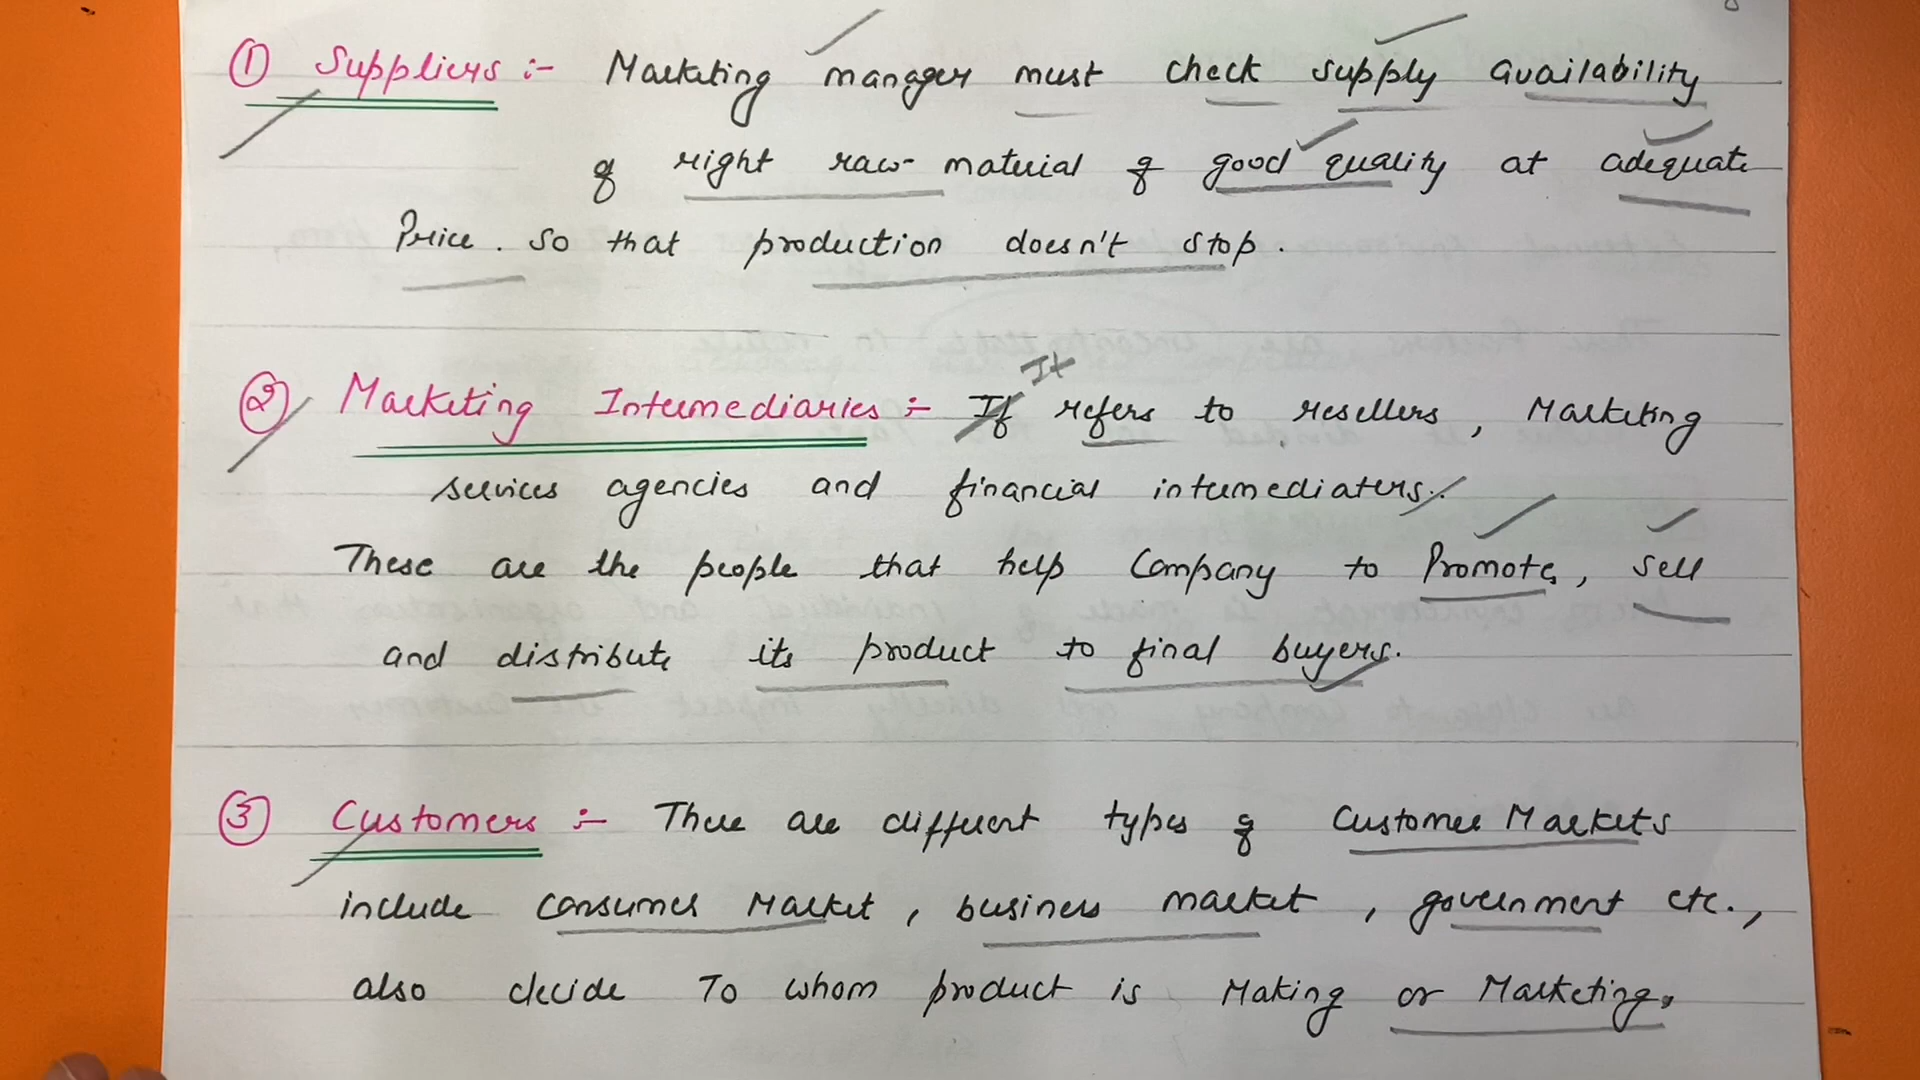 ① Suppliers :- Marketing manager must check supply availability
of right raw-material of good quality at adequate
Price. So that production doesn't stop.
② Marketing Intermediaries :- It refers to resellers, Marketing
services agencies and financial intermediaters.
These are the people that help Company to Promote, sell
and distribute its product to final buyers.
③ Customers :- There are different types of Customer Markets
include Consumer Market, business market, government etc.,
also decide To whom product is Making or Marketing.